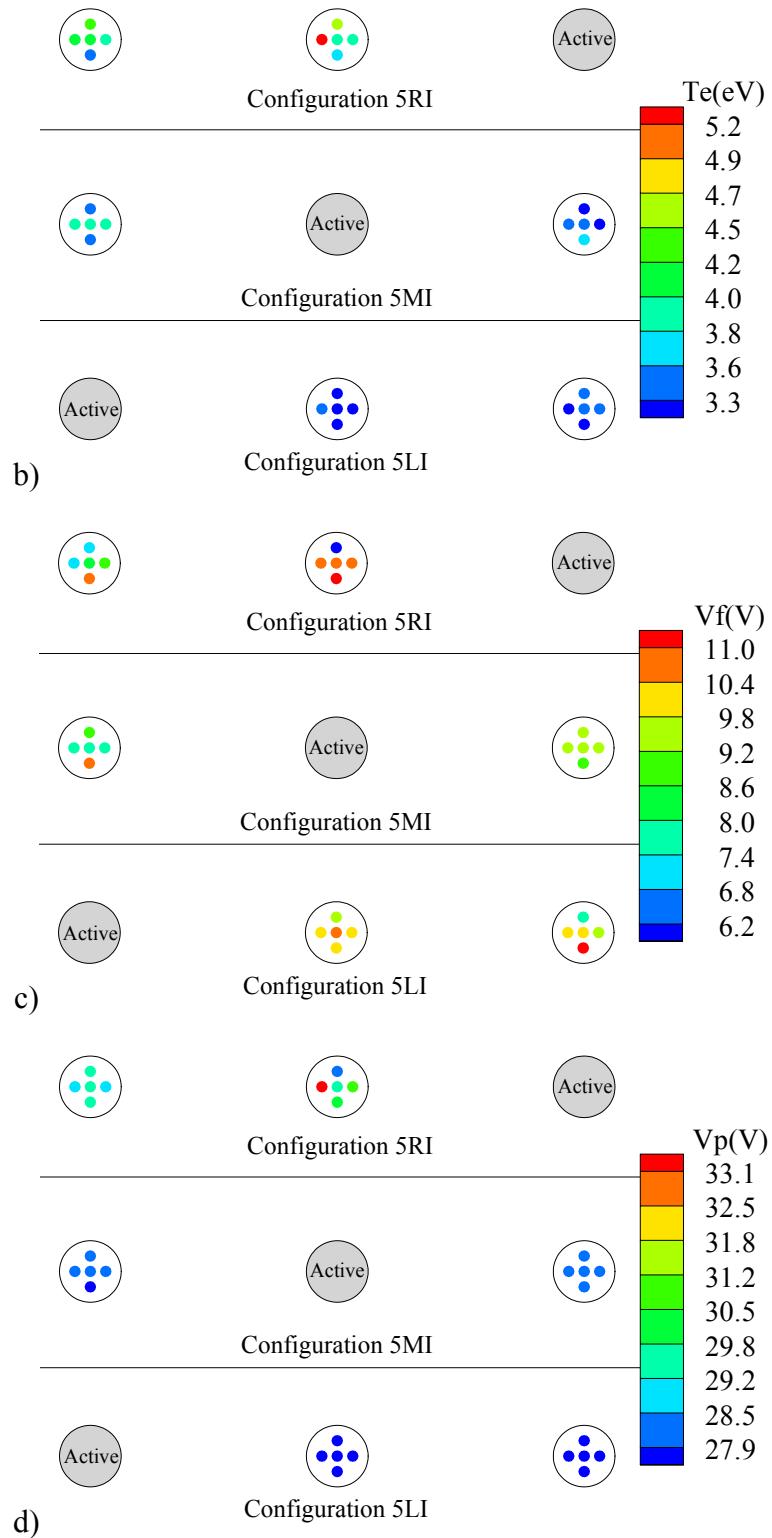 Active
Configuration 5RI
Te(eV)
5.2
4.9
4.7
4.5
4.2
4.0
3.8
3.6
3.3
Active
Configuration 5MI
Active
Configuration 5LI
b)
Active
Configuration 5RI
Vf(V)
11.0
10.4
9.8
9.2
8.6
8.0
7.4
6.8
6.2
Active
Configuration 5MI
Active
Configuration 5LI
c)
Active
Configuration 5RI
Vp(V)
33.1
32.5
31.8
31.2
30.5
29.8
29.2
28.5
27.9
Active
Configuration 5MI
Active
Configuration 5LI
d)